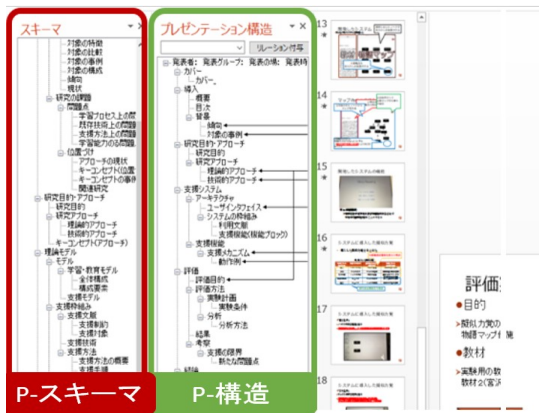 スキーマ
対象の特徴
対象の比較
対象の事例
対象の構成
傾向
現状
研究の課題
問題点
学習プロセス上の問
既存技術上の問題
支援方法上の問題
学習能力のる問題
位置づけ
アプローチの現状
キーコンセプト(位置
キーコンセプトの事例
関連研究
研究目的・アプローチ
研究目的
研究アプローチ
理論的アプローチ
技術的アプローチ
キーコンセプト(アプローチ)
理論モデル
モデル
学習・教育モデル
全体構成
構成要素
支援モデル
支援枠組み
支援文脈
支援制約
支援対象
支援技術
支援方法
支援方法の概要
支援手順
P-スキーマ
プレゼンテーション構造
リレーション付与
発表者: 発表グループ: 発表の場: 発表時
カバー
カバー
導入
概要
目次
背景
傾向
対象の事例
研究目的・アプローチ
研究目的
研究アプローチ
理論的アプローチ
技術的アプローチ
支援システム
アーキテクチャ
ユーザインタフェイス
システムの枠組み
利用文脈
支援機能(機能ブロック)
支援機能
支援メカニズム
動作例
評価
評価目的
評価方法
実験計画
実験条件
分析
分析方法
結果
考察
支援の限界
新たな問題点
結論
P-構造
13
14
15
16
17
18
評価
●目的
●教材